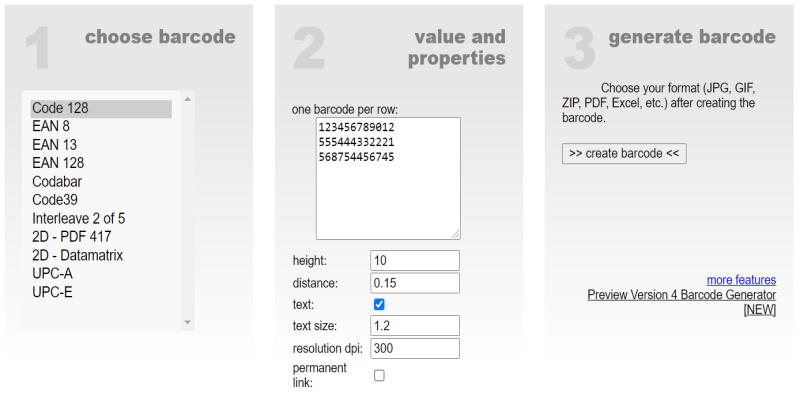 1 choose barcode
Code 128
EAN 8
EAN 13
EAN 128
Codabar
Code39
Interleave 2 of 5
2D - PDF 417
2D - Datamatrix
UPC-A
UPC-E
2 value and
properties
one barcode per row:
123456789012
555444332221
568754456745
height: 10
distance: 0.15
text:
text size: 1.2
resolution dpi: 300
permanent
link:
3 generate barcode
Choose your format (JPG, GIF,
ZIP, PDF, Excel, etc.) after creating the
barcode.
>> create barcode <<
more features
Preview Version 4 Barcode Generator
[NEW]